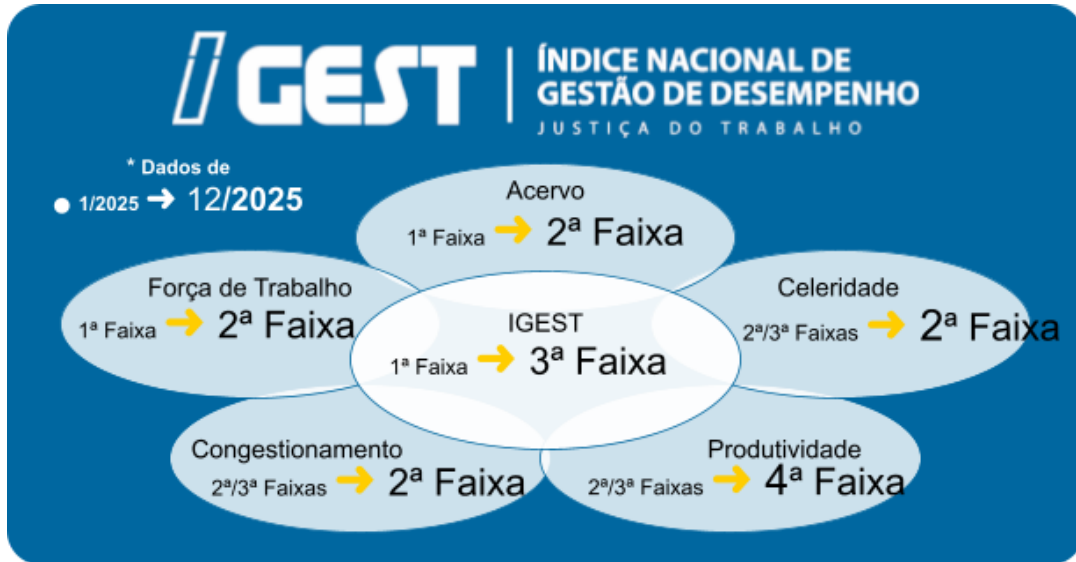 iGEST
ÍNDICE NACIONAL DE
GESTÃO DE DESEMPENHO
JUSTIÇA DO TRABALHO
* Dados de
1/2025 ➜ 12/2025
Acervo
1ª Faixa ➜ 2ª Faixa
Força de Trabalho
1ª Faixa ➜ 2ª Faixa
Celeridade
2ª/3ª Faixas ➜ 2ª Faixa
IGEST
1ª Faixa ➜ 3ª Faixa
Congestionamento
2ª/3ª Faixas ➜ 2ª Faixa
Produtividade
2ª/3ª Faixas ➜ 4ª Faixa